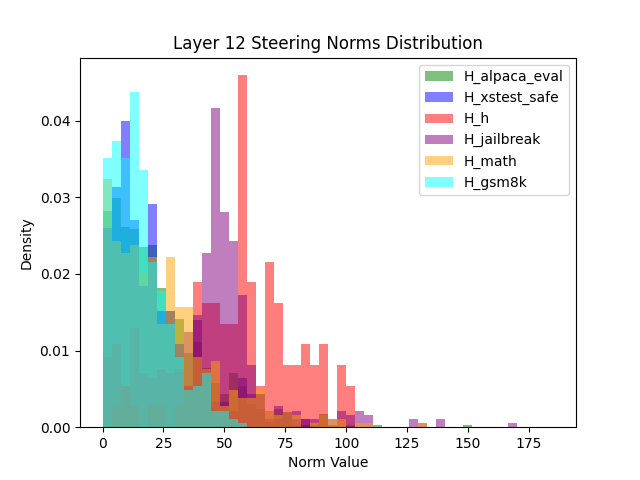 Layer 12 Steering Norms Distribution
H_alpaca_eval
H_xstest_safe
H_h
H_jailbreak
H_math
H_gsm8k
Density
0.04
0.03
0.02
0.01
0.00
0 25 50 75 100 125 150 175
Norm Value